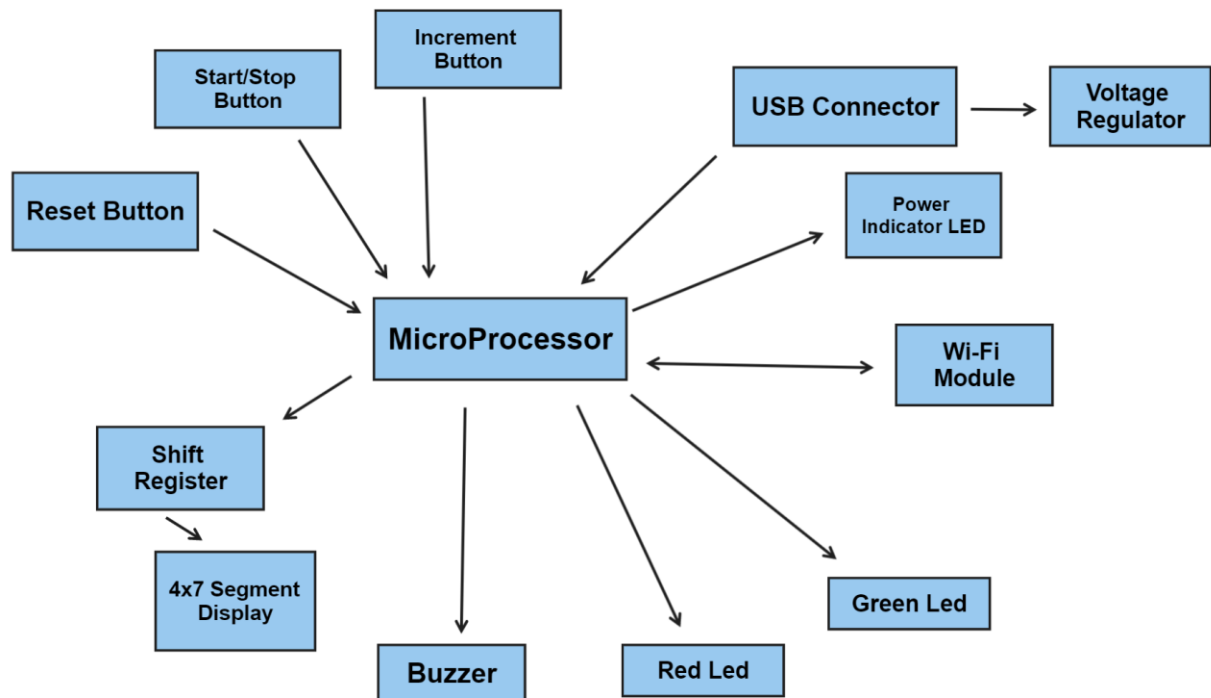 Increment
Button
Start/Stop
Button
USB Connector
Voltage
Regulator
Reset Button
Power
Indicator LED
MicroProcessor
Wi-Fi
Module
Shift
Register
4x7 Segment
Display
Green Led
Buzzer
Red Led